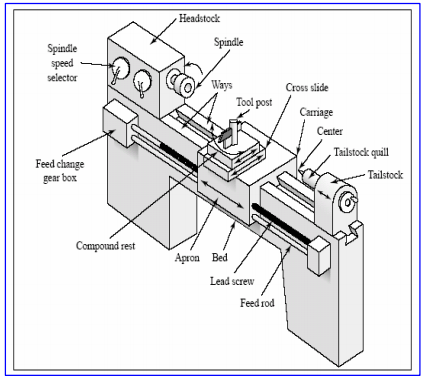 Headstock
Spindle
Spindle
speed
selector
Ways
Cross slide
Tool post
Carriage
Center
Tailstock quill
Tailstock
Feed change
gear box
Compound rest
Apron
Bed
Lead screw
Feed rod